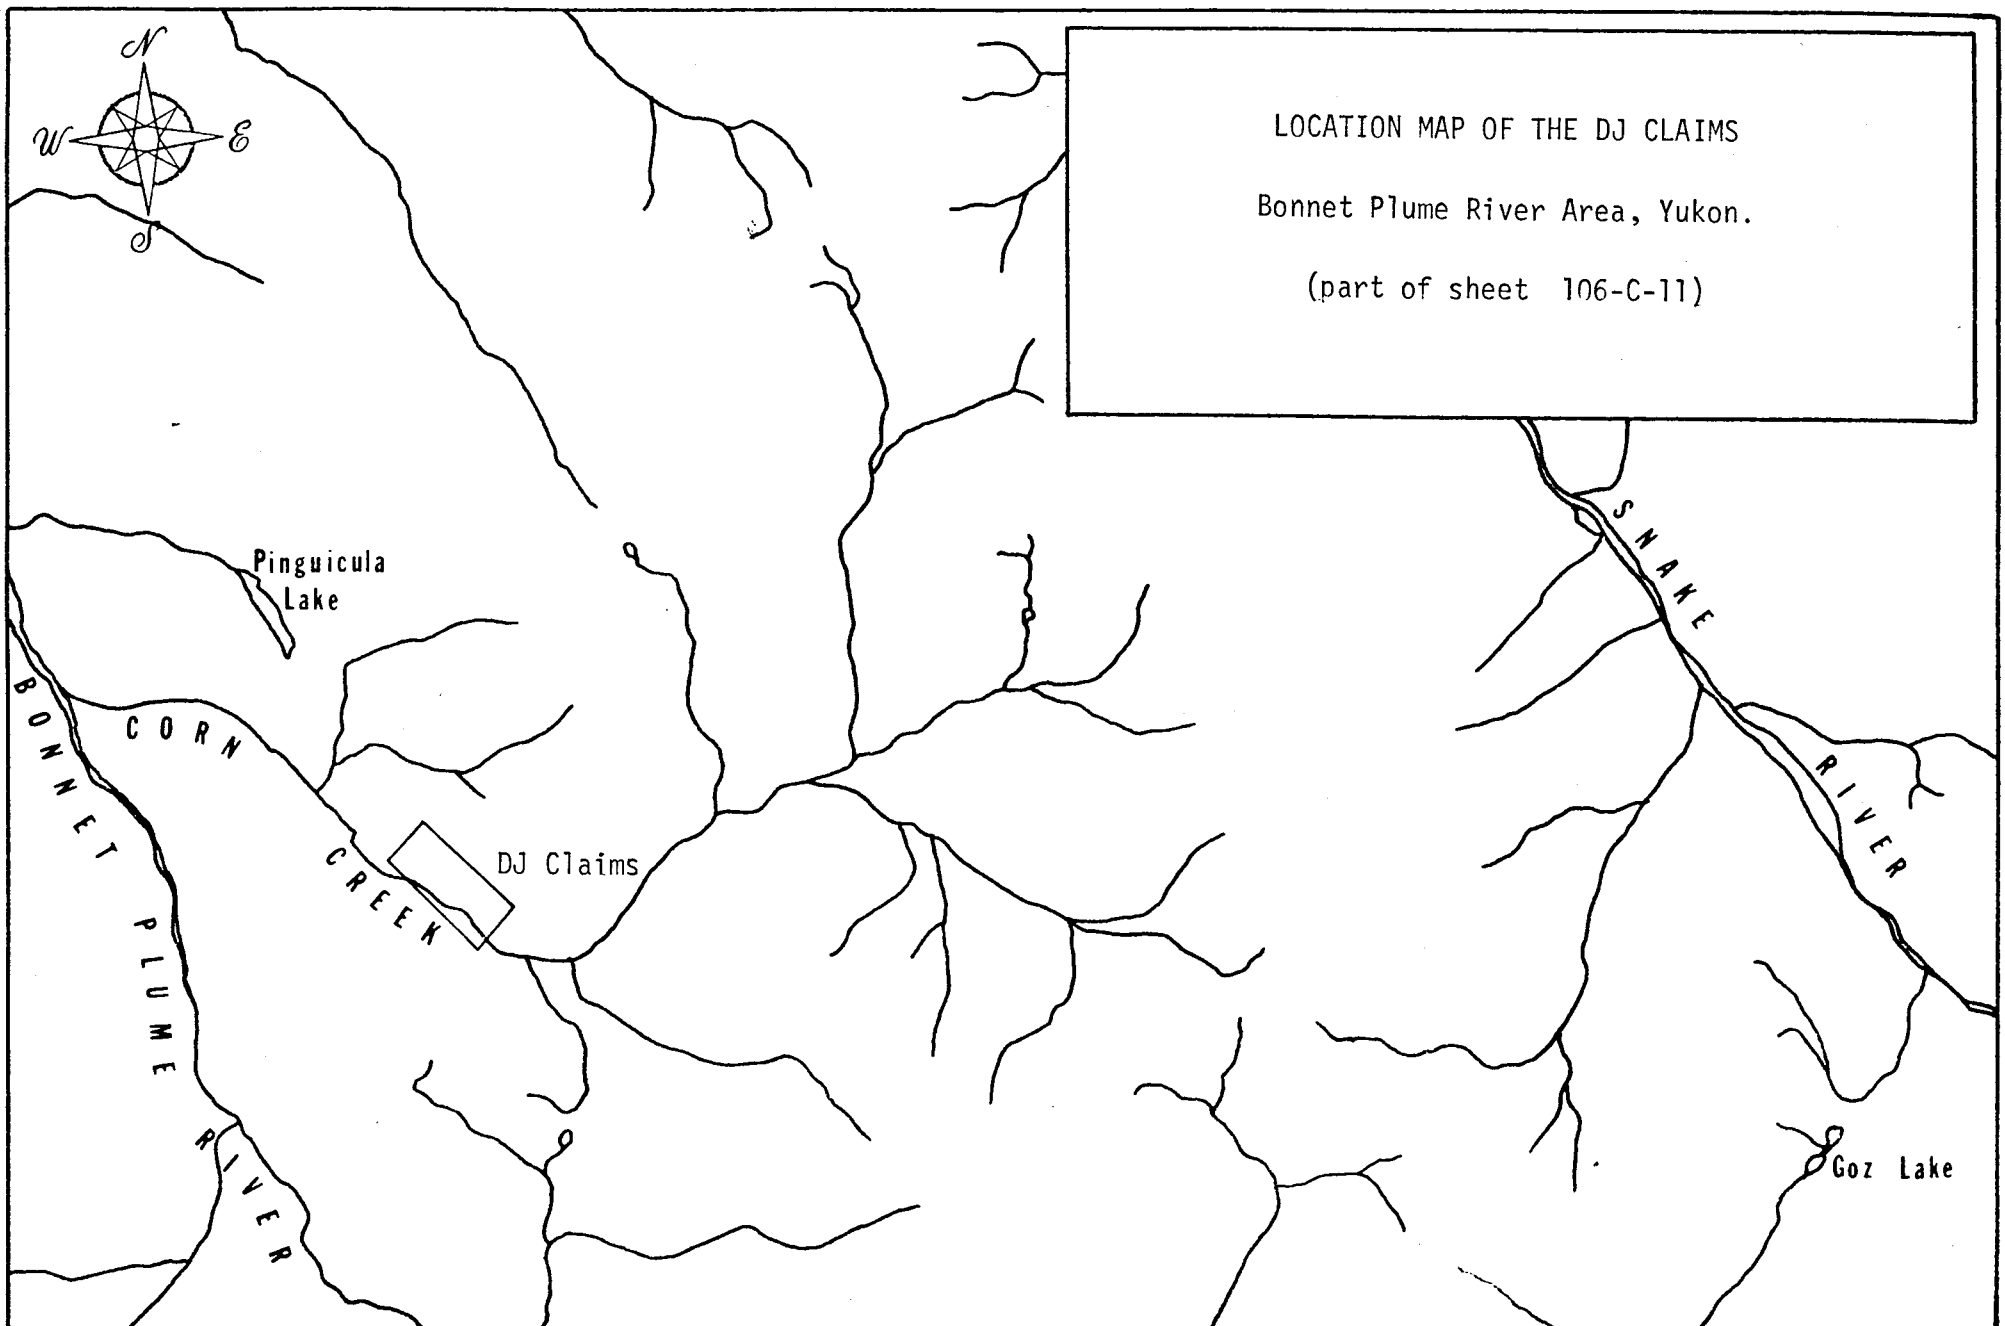 N
W E
S
LOCATION MAP OF THE DJ CLAIMS
Bonnet Plume River Area, Yukon.
(part of sheet 106-C-11)
Pinguicula
Lake
SNAKE RIVER
CORN CREEK
BONNET PLUME RIVER
DJ Claims
Goz Lake